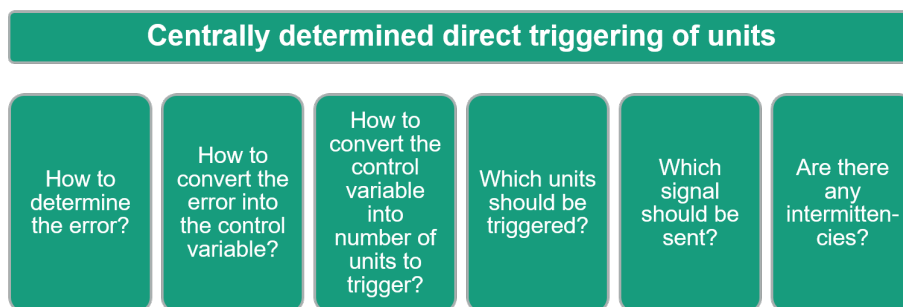 Centrally determined direct triggering of units
How to
determine
the error?
How to
convert the
error into
the control
variable?
How to
convert the
control
variable
into
number of
units to
trigger?
Which units
should be
triggered?
Which
signal
should be
sent?
Are there
any
intermitten-
cies?